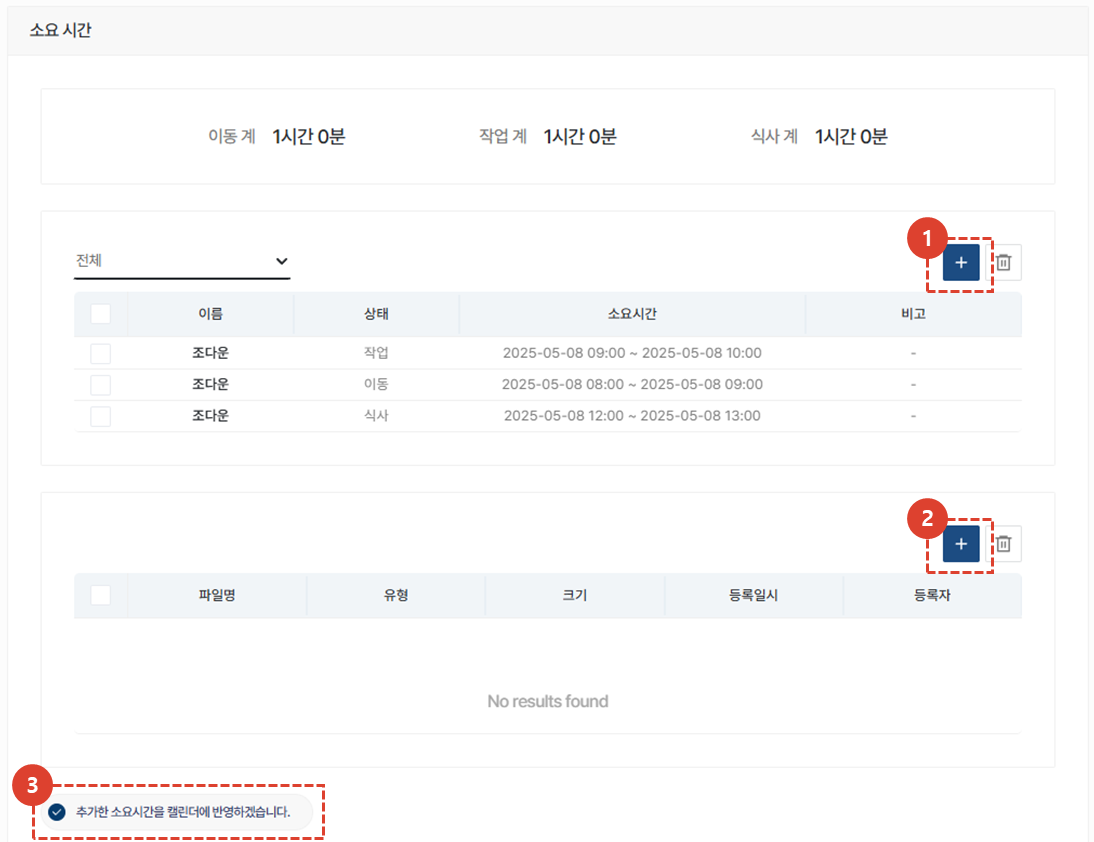 소요 시간
이동 계 1시간 0분 작업 계 1시간 0분 식사 계 1시간 0분
1
전체 +
이름 상태 소요시간 비고
조다운 작업 2025-05-08 09:00 ~ 2025-05-08 10:00 -
조다운 이동 2025-05-08 08:00 ~ 2025-05-08 09:00 -
조다운 식사 2025-05-08 12:00 ~ 2025-05-08 13:00 -
2
+
파일명 유형 크기 등록일시 등록자
No results found
3
추가한 소요시간을 캘린더에 반영하겠습니다.